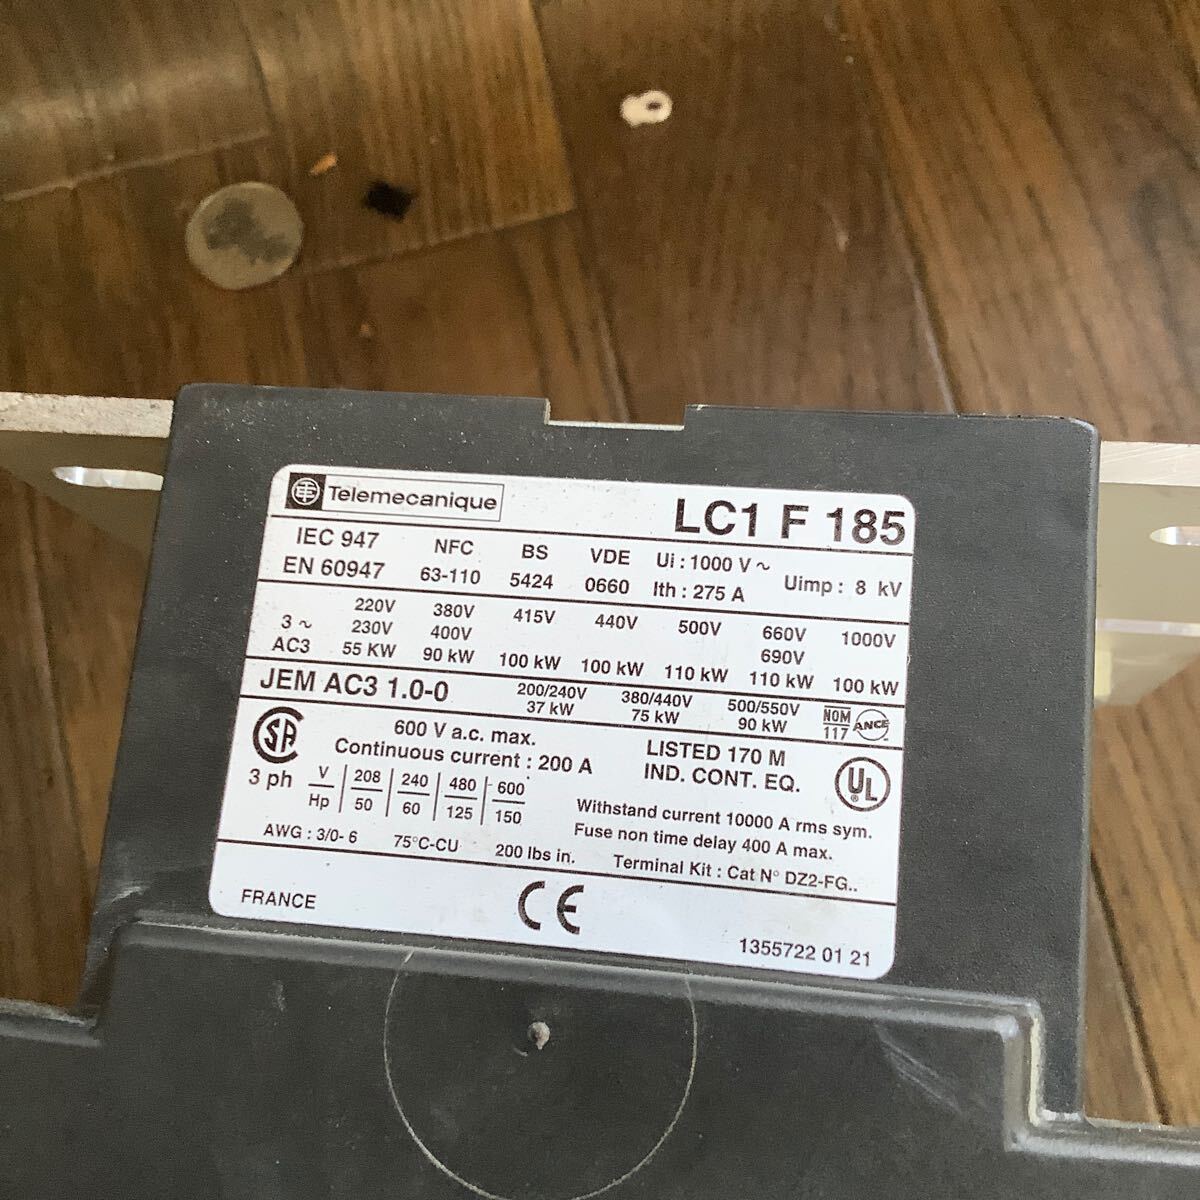 Telemecanique LC1 F 185
IEC 947 NFC BS VDE Ui : 1000 V ~ Uimp : 8 kV
EN 60947 63-110 5424 0660 Ith : 275 A
220V 380V 415V 440V 500V 660V 1000V
3 ~ 230V 400V 690V
AC3 55 KW 90 kW 100 kW 100 kW 110 kW 110 kW 100 kW
JEM AC3 1.0-0 200/240V 380/440V 500/550V NOM ANCE
37 kW 75 kW 90 kW 117
SA 600 V a.c. max. LISTED 170 M UL
Continuous current : 200 A IND. CONT. EQ.
3 ph V 208 240 480 600
Hp 50 60 125 150
Withstand current 10000 A rms sym.
Fuse non time delay 400 A max.
AWG : 3/0- 6 75°C-CU 200 lbs in. Terminal Kit : Cat N° DZ2-FG..
FRANCE CE 1355722 01 21